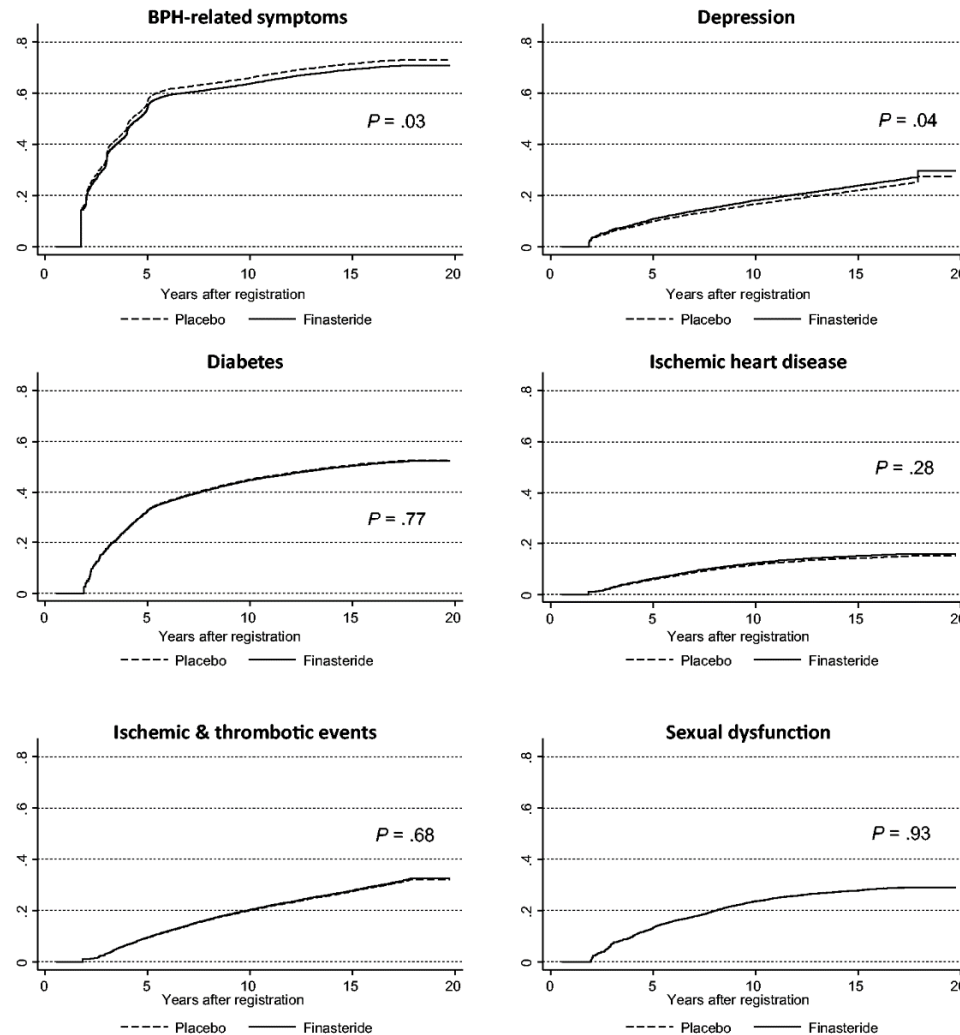 BPH-related symptoms
.8
.6
.4
.2
0
P = .03
0 5 10 15 20
Years after registration
Placebo Finasteride
Depression
.8
.6
.4
.2
0
P = .04
0 5 10 15 20
Years after registration
Placebo Finasteride
Diabetes
.8
.6
.4
.2
0
P = .77
0 5 10 15 20
Years after registration
Placebo Finasteride
Ischemic heart disease
.8
.6
.4
.2
0
P = .28
0 5 10 15 20
Years after registration
Placebo Finasteride
Ischemic & thrombotic events
.8
.6
.4
.2
0
P = .68
0 5 10 15 20
Years after registration
Placebo Finasteride
Sexual dysfunction
.8
.6
.4
.2
0
P = .93
0 5 10 15 20
Years after registration
Placebo Finasteride